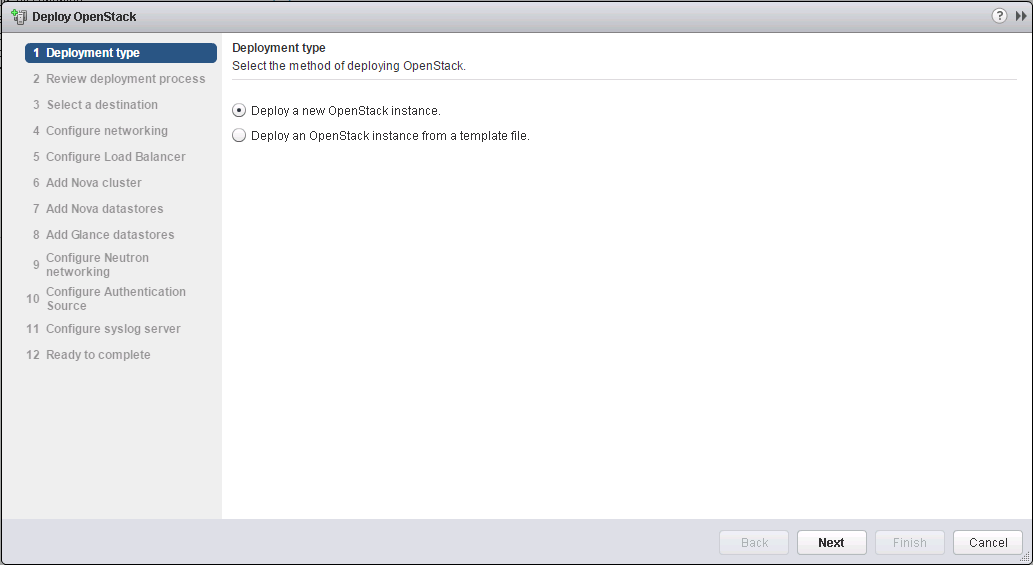 Deploy OpenStack
?
1 Deployment type
2 Review deployment process
3 Select a destination
4 Configure networking
5 Configure Load Balancer
6 Add Nova cluster
7 Add Nova datastores
8 Add Glance datastores
9 Configure Neutron
networking
10 Configure Authentication
Source
11 Configure syslog server
12 Ready to complete
Deployment type
Select the method of deploying OpenStack.
Deploy a new OpenStack instance.
Deploy an OpenStack instance from a template file.
Back Next Finish Cancel